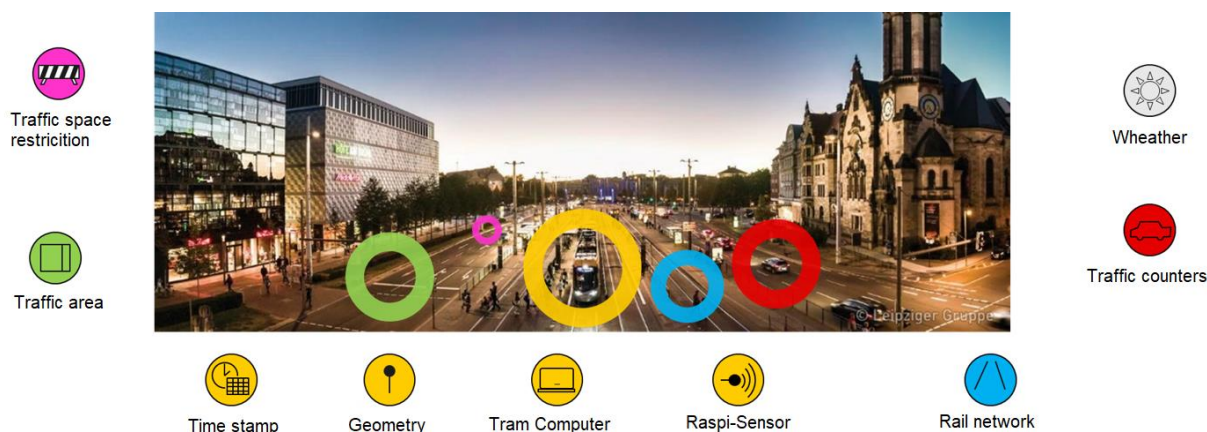 Traffic space
restricition
Wheather
Traffic area
Traffic counters
© Leipziger Gruppe
Time stamp
Geometry
Tram Computer
Raspi-Sensor
Rail network